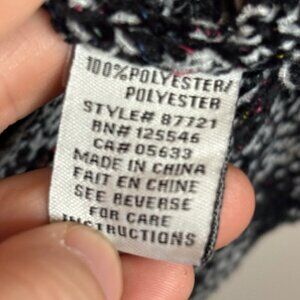 100%POLYESTER/
POLYESTER
STYLE# 87721
RN# 125546
CA# 05633
MADE IN CHINA
FAIT EN CHINE
SEE REVERSE
FOR CARE
INSTRUCTIONS